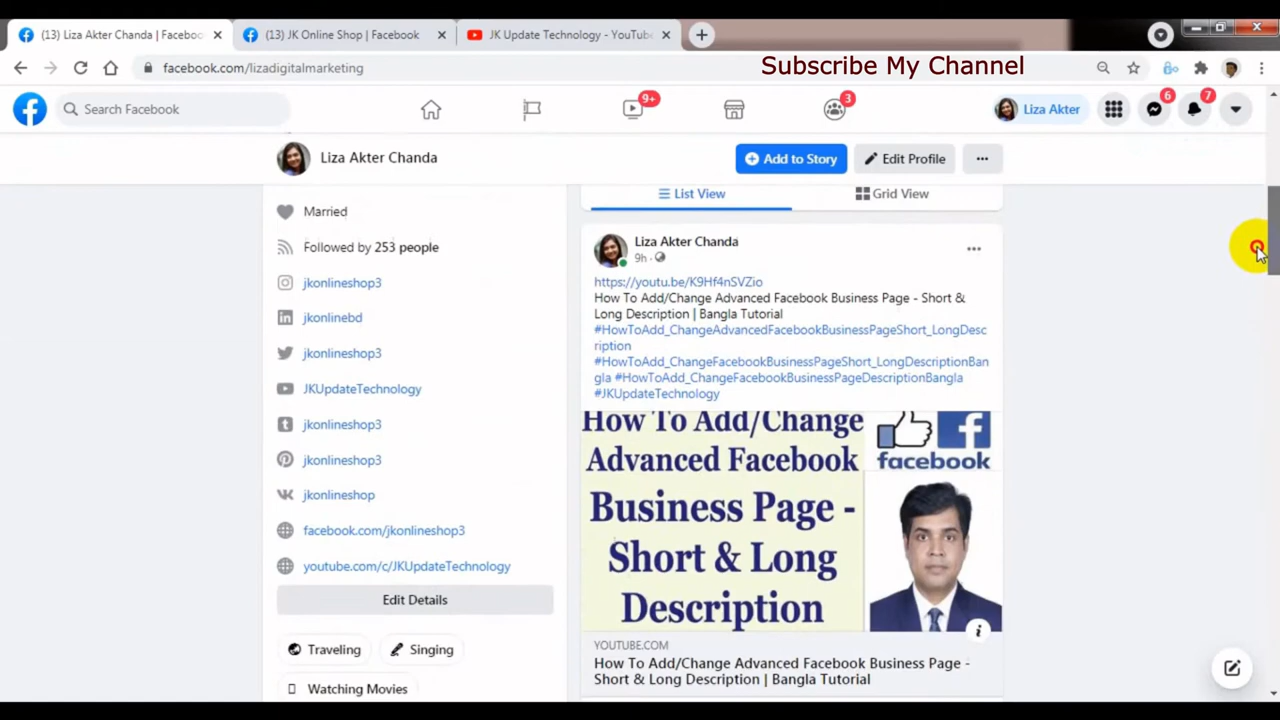 (13) Liza Akter Chanda | Faceboo
(13) JK Online Shop | Facebook
JK Update Technology - YouTube
facebook.com/lizadigitalmarketing
Subscribe My Channel
Search Facebook
9+
3
Liza Akter
6
7
Liza Akter Chanda
Add to Story
Edit Profile
Married
Followed by 253 people
jkonlineshop3
jkonlinebd
jkonlineshop3
JKUpdateTechnology
jkonlineshop3
jkonlineshop3
jkonlineshop
facebook.com/jkonlineshop3
youtube.com/c/JKUpdateTechnology
Edit Details
Traveling
Singing
Watching Movies
List View
Grid View
Liza Akter Chanda
9h
https://youtu.be/K9Hf4nSVZio
How To Add/Change Advanced Facebook Business Page - Short &
Long Description | Bangla Tutorial
#HowToAdd_ChangeAdvancedFacebookBusinessPageShort_LongDesc
ription
#HowToAdd_ChangeFacebookBusinessPageShort_LongDescriptionBan
gla #HowToAdd_ChangeFacebookBusinessPageDescriptionBangla
#JKUpdateTechnology
How To Add/Change
Advanced Facebook
Business Page -
Short & Long
Description
facebook
YOUTUBE.COM
How To Add/Change Advanced Facebook Business Page -
Short & Long Description | Bangla Tutorial